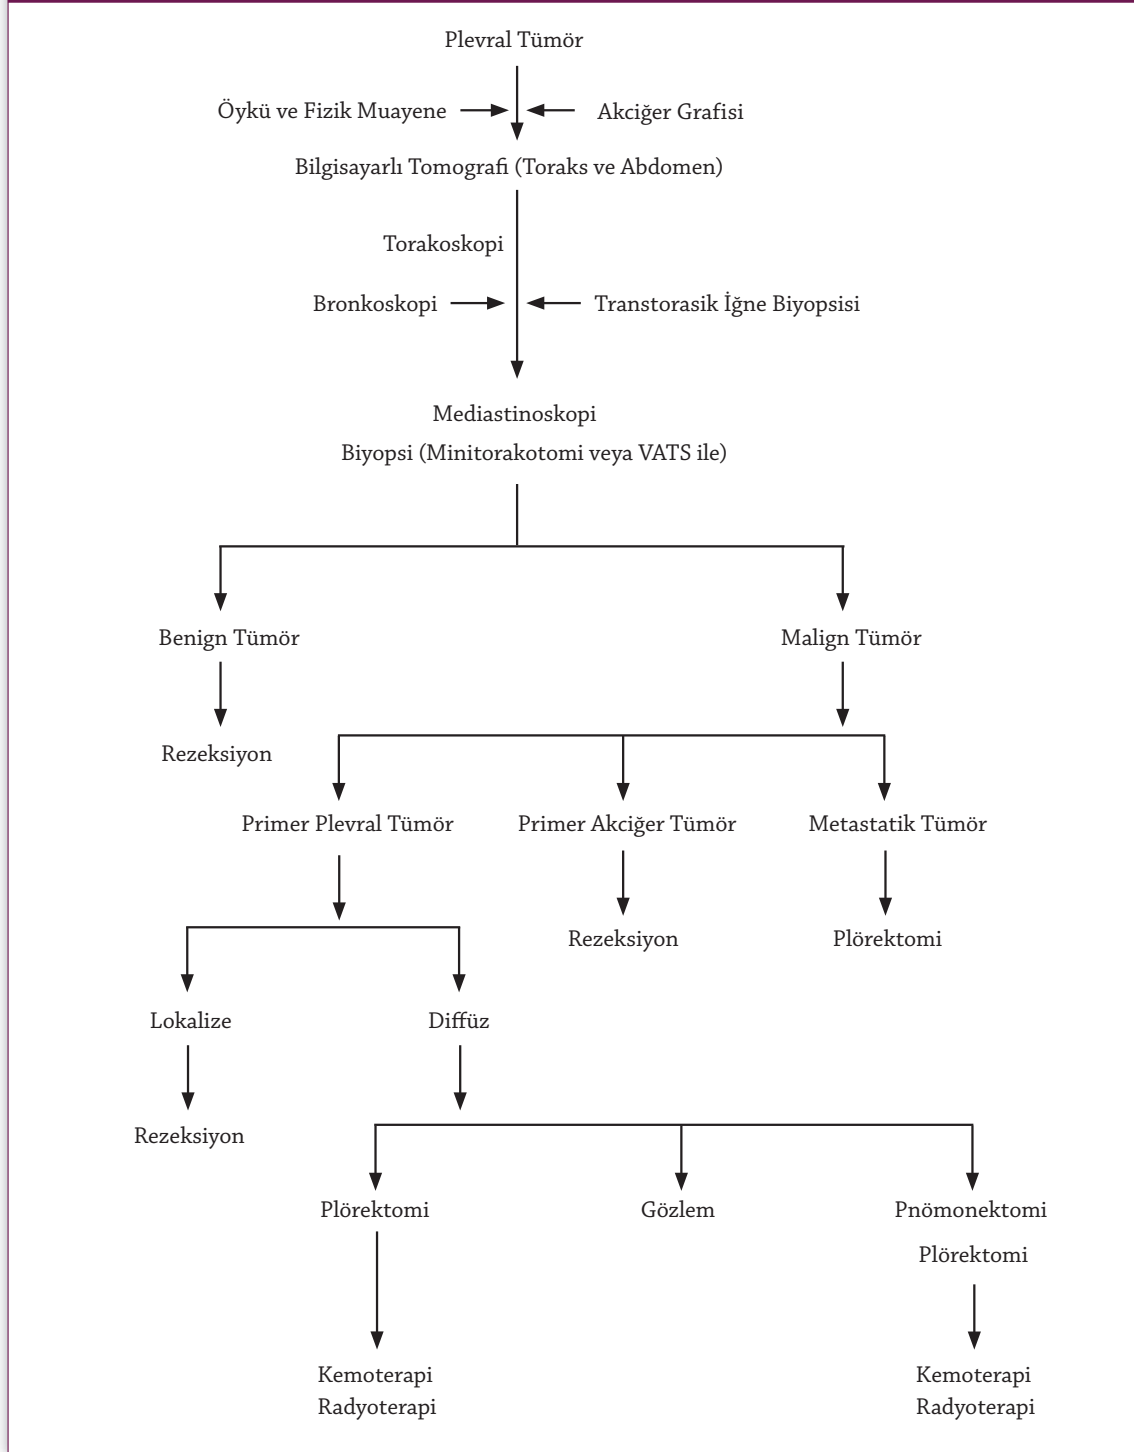 Plevral Tümör
Öykü ve Fizik Muayene
Akciğer Grafisi
Bilgisayarlı Tomografi (Toraks ve Abdomen)
Torakoskopi
Bronkoskopi
Transtorasik İğne Biyopsisi
Mediastinoskopi
Biyopsi (Minitorakotomi veya VATS ile)
Benign Tümör
Malign Tümör
Rezeksiyon
Primer Plevral Tümör
Primer Akciğer Tümör
Metastatik Tümör
Rezeksiyon
Plörektomi
Lokalize
Diffüz
Rezeksiyon
Plörektomi
Gözlem
Pnömonektomi
Plörektomi
Kemoterapi
Radyoterapi
Kemoterapi
Radyoterapi